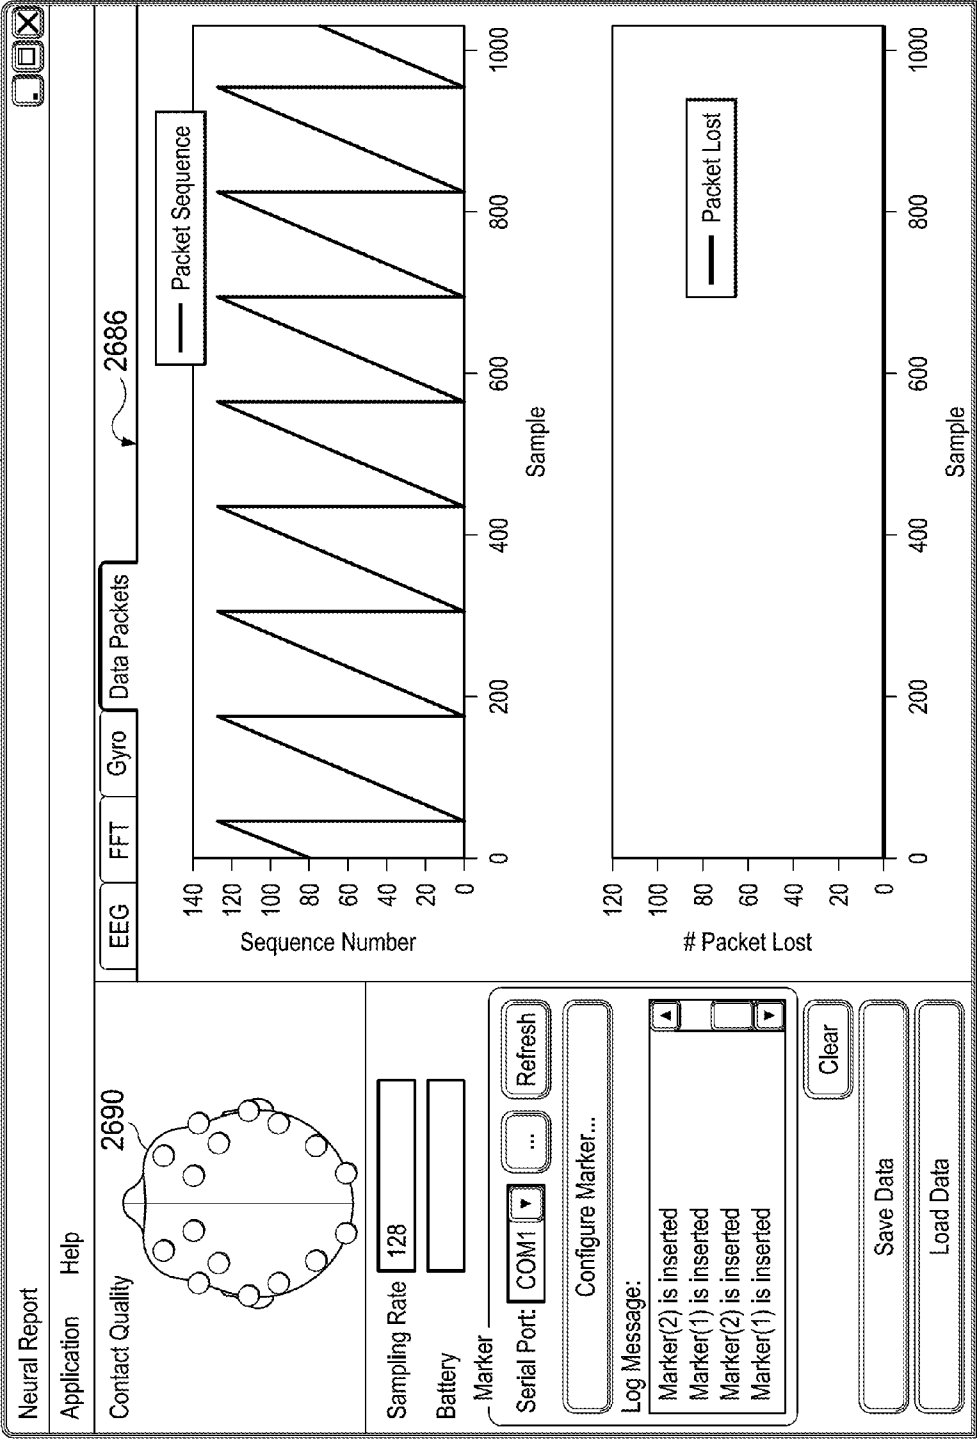 Neural Report
Application Help
Contact Quality
2690
Sampling Rate 128
Battery
Marker
Serial Port: COM1 ... Refresh
Configure Marker...
Log Message:
Marker(2) is inserted
Marker(1) is inserted
Marker(2) is inserted
Marker(1) is inserted
Clear
Save Data
Load Data
EEG FFT Gyro Data Packets
2686
Packet Sequence
Sequence Number
140
120
100
80
60
40
20
0
0 200 400 600 800 1000
Sample
Packet Lost
# Packet Lost
120
100
80
60
40
20
0
0 200 400 600 800 1000
Sample